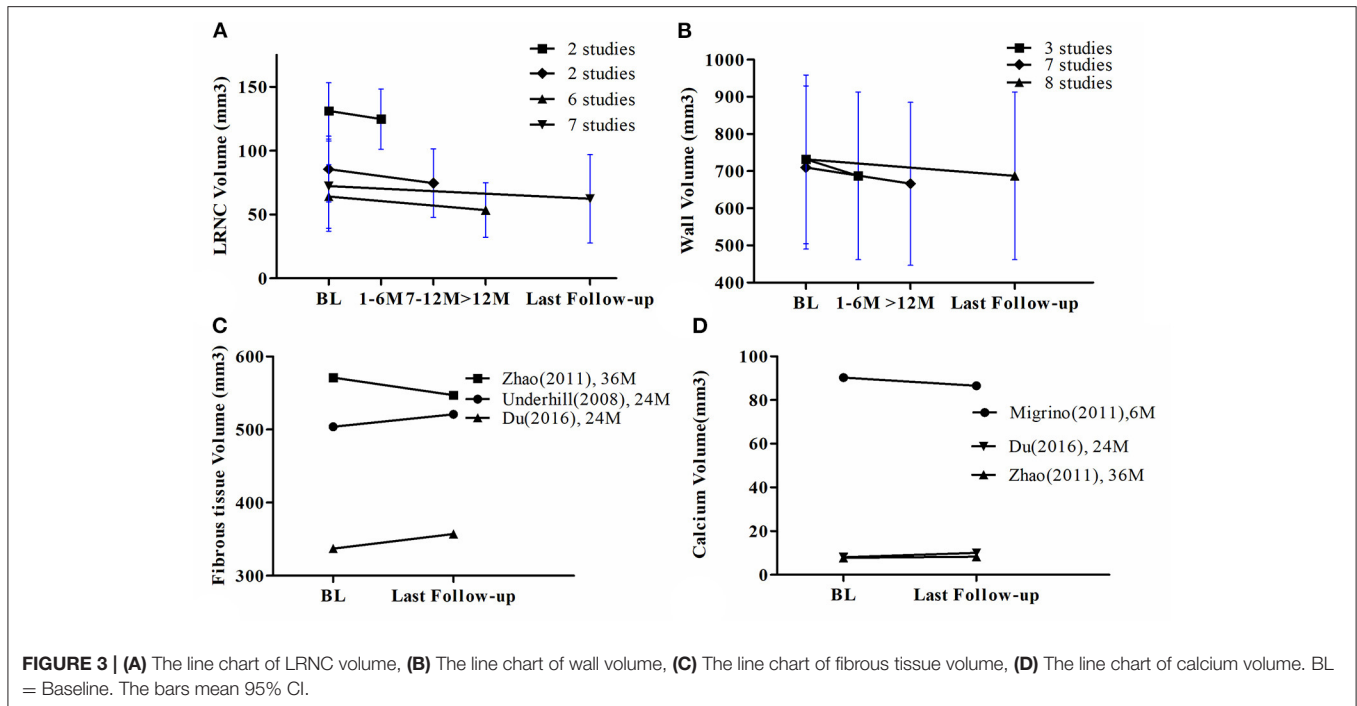 A
2 studies
2 studies
6 studies
7 studies
LRNC Volume (mm3)
150
100
50
0
BL 1-6M 7-12M>12M Last Follow-up
B
3 studies
7 studies
8 studies
Wall Volume (mm3)
1000
900
800
700
600
500
400
BL 1-6M >12M Last Follow-up
C
Zhao(2011), 36M
Underhill(2008), 24M
Du(2016), 24M
Fibrous tissue Volume (mm3)
600
500
400
300
BL Last Follow-up
D
Migrino(2011),6M
Du(2016), 24M
Zhao(2011), 36M
Calcium Volume(mm3)
100
80
60
40
20
0
BL Last Follow-up
FIGURE 3 | (A) The line chart of LRNC volume, (B) The line chart of wall volume, (C) The line chart of fibrous tissue volume, (D) The line chart of calcium volume. BL
= Baseline. The bars mean 95% CI.